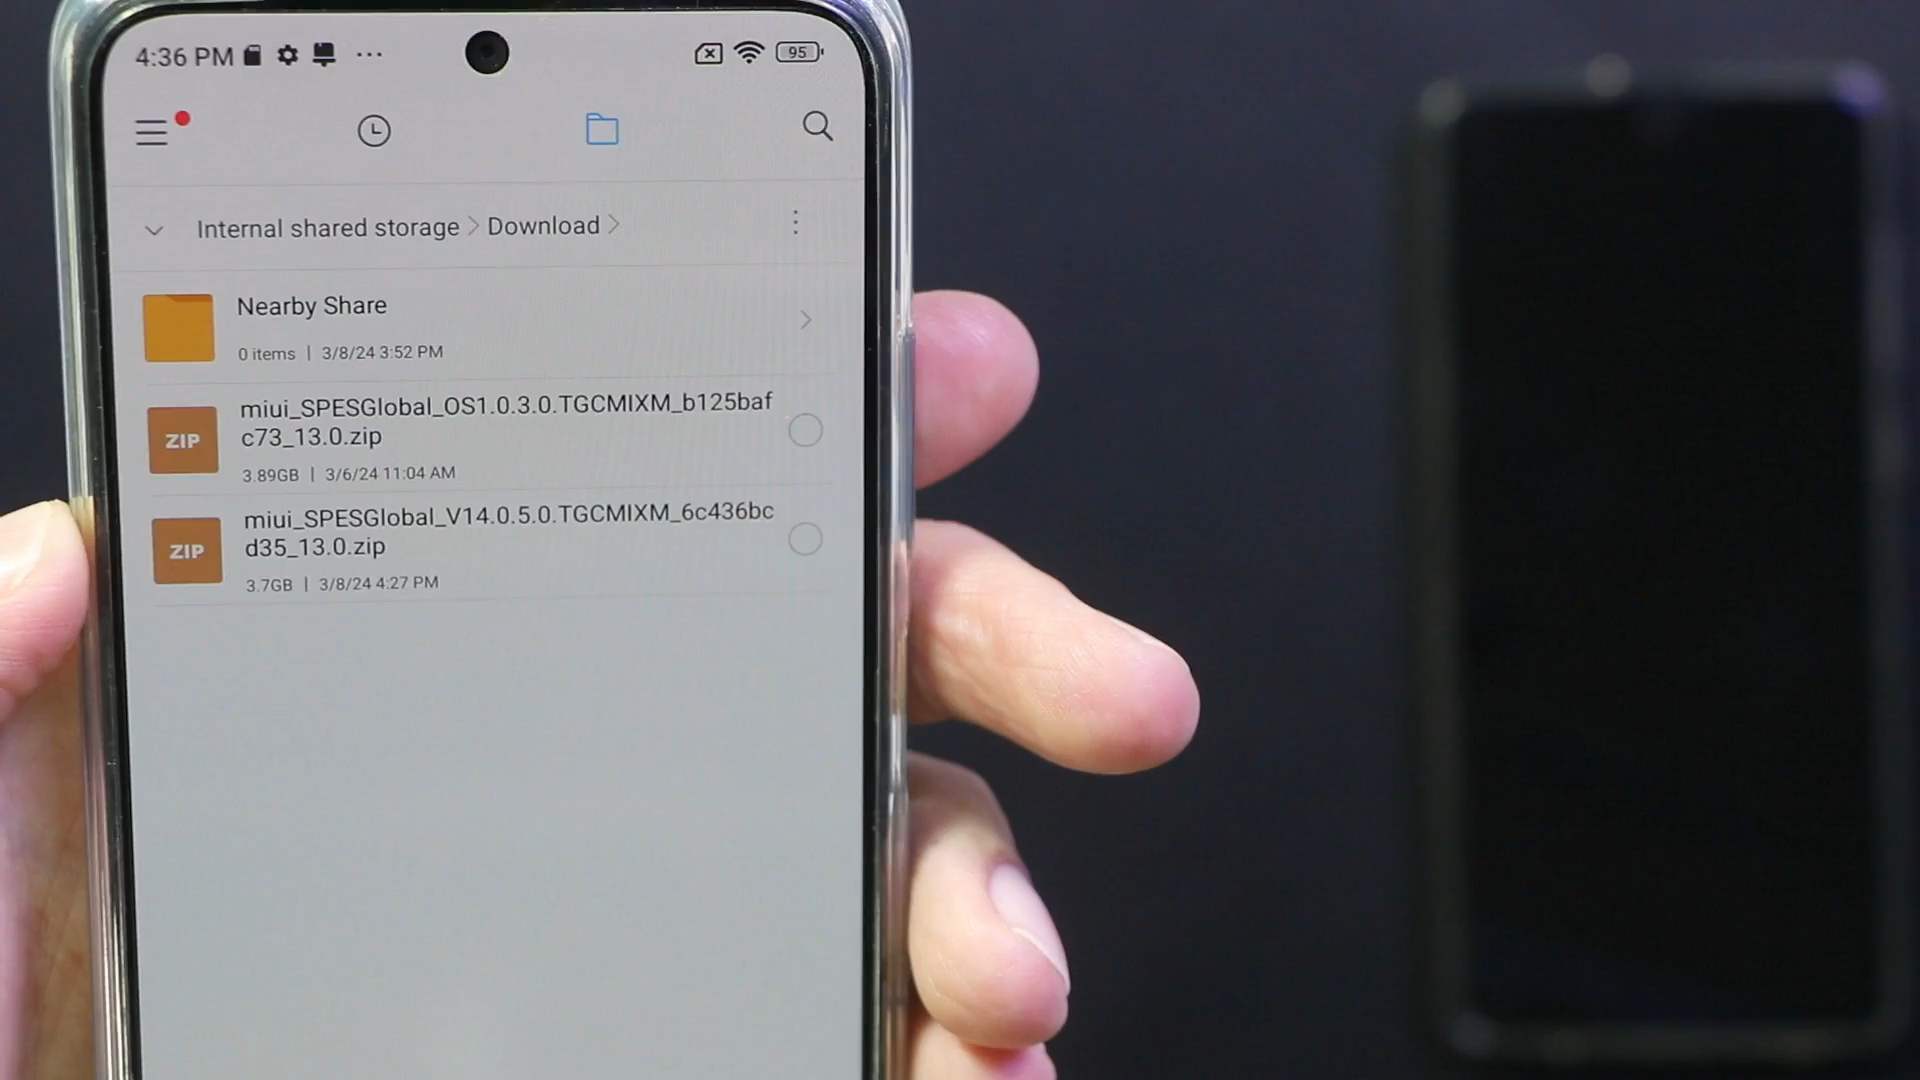 4:36 PM 95
Internal shared storage Download
Nearby Share
0 items | 3/8/24 3:52 PM
ZIP
miui_SPESGlobal_OS1.0.3.0.TGCMIXM_b125baf
c73_13.0.zip
3.89GB | 3/6/24 11:04 AM
ZIP
miui_SPESGlobal_V14.0.5.0.TGCMIXM_6c436bc
d35_13.0.zip
3.7GB | 3/8/24 4:27 PM